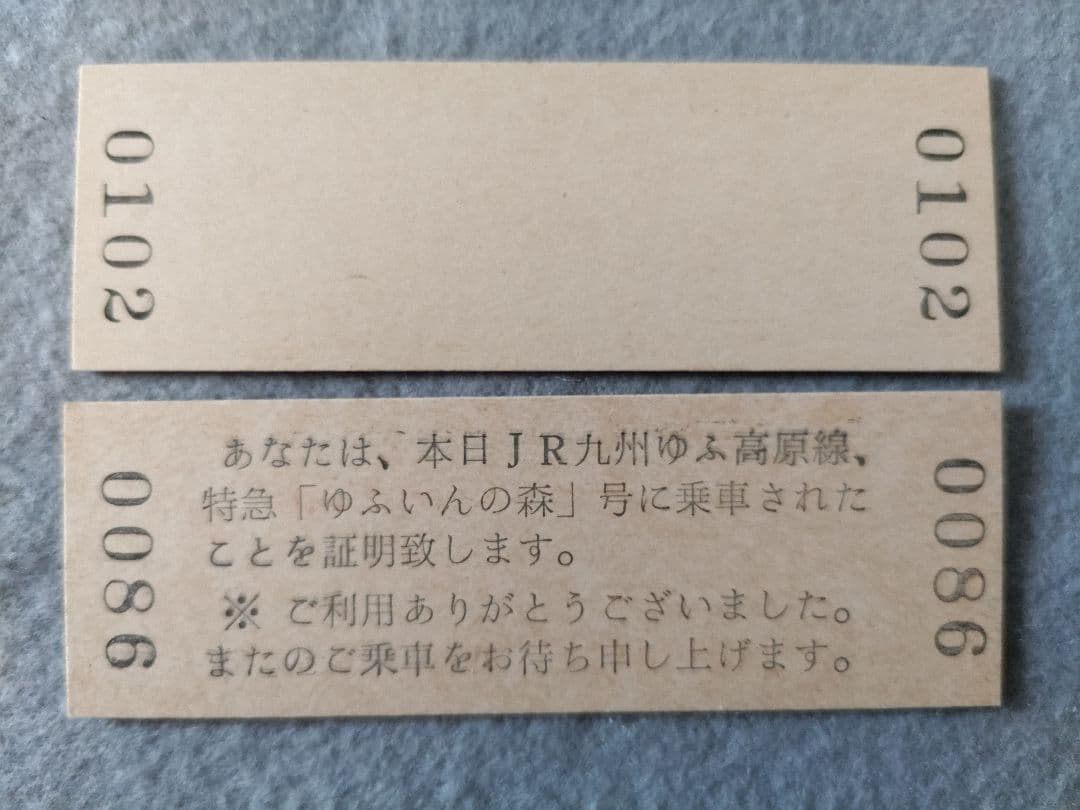 0102
0102
0086
あなたは、本日JR九州ゆふ高原線、
特急「ゆふいんの森」号に乗車された
ことを証明致します。
※ ご利用ありがとうございました。
またのご乗車をお待ち申し上げます。
0086